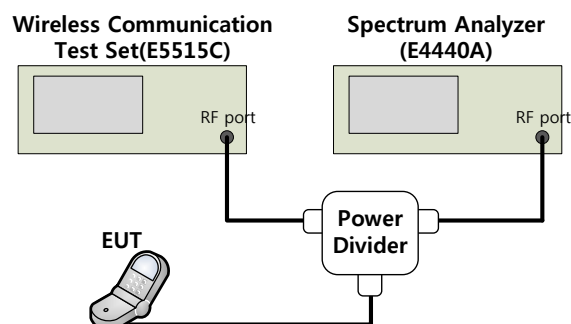 Wireless Communication
Test Set(E5515C)
Spectrum Analyzer
(E4440A)
RF port
RF port
Power
Divider
EUT